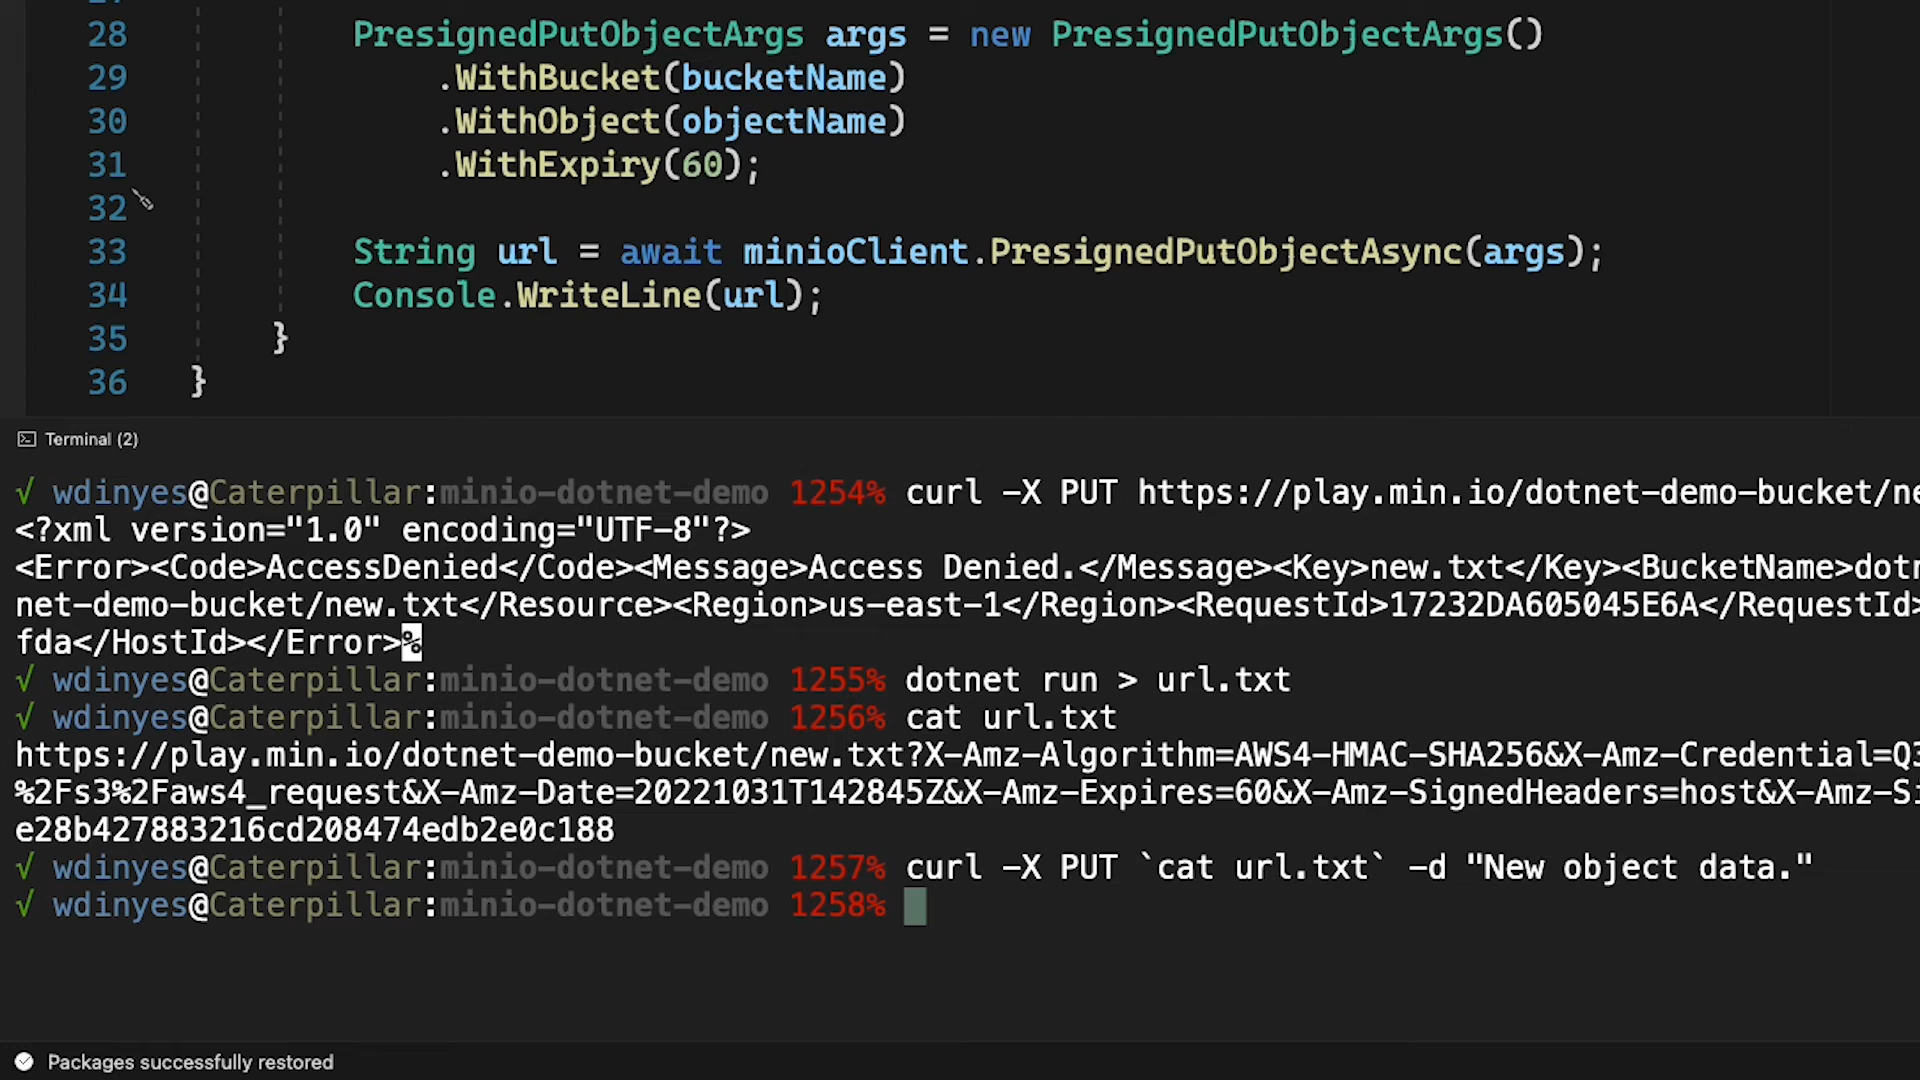 28 PresignedPutObjectArgs args = new PresignedPutObjectArgs()
29 .WithBucket(bucketName)
30 .WithObject(objectName)
31 .WithExpiry(60);
32
33 String url = await minioClient.PresignedPutObjectAsync(args);
34 Console.WriteLine(url);
35 }
36 }
Terminal (2)
√ wdinyes@Caterpillar:minio-dotnet-demo 1254% curl -X PUT https://play.min.io/dotnet-demo-bucket/ne
<?xml version="1.0" encoding="UTF-8"?>
<Error><Code>AccessDenied</Code><Message>Access Denied.</Message><Key>new.txt</Key><BucketName>dotn
net-demo-bucket/new.txt</Resource><Region>us-east-1</Region><RequestId>17232DA605045E6A</RequestId>
fda</HostId></Error>%
√ wdinyes@Caterpillar:minio-dotnet-demo 1255% dotnet run > url.txt
√ wdinyes@Caterpillar:minio-dotnet-demo 1256% cat url.txt
https://play.min.io/dotnet-demo-bucket/new.txt?X-Amz-Algorithm=AWS4-HMAC-SHA256&X-Amz-Credential=Q3
%2Fs3%2Faws4_request&X-Amz-Date=20221031T142845Z&X-Amz-Expires=60&X-Amz-SignedHeaders=host&X-Amz-Si
e28b427883216cd208474edb2e0c188
√ wdinyes@Caterpillar:minio-dotnet-demo 1257% curl -X PUT `cat url.txt` -d "New object data."
√ wdinyes@Caterpillar:minio-dotnet-demo 1258%
Packages successfully restored